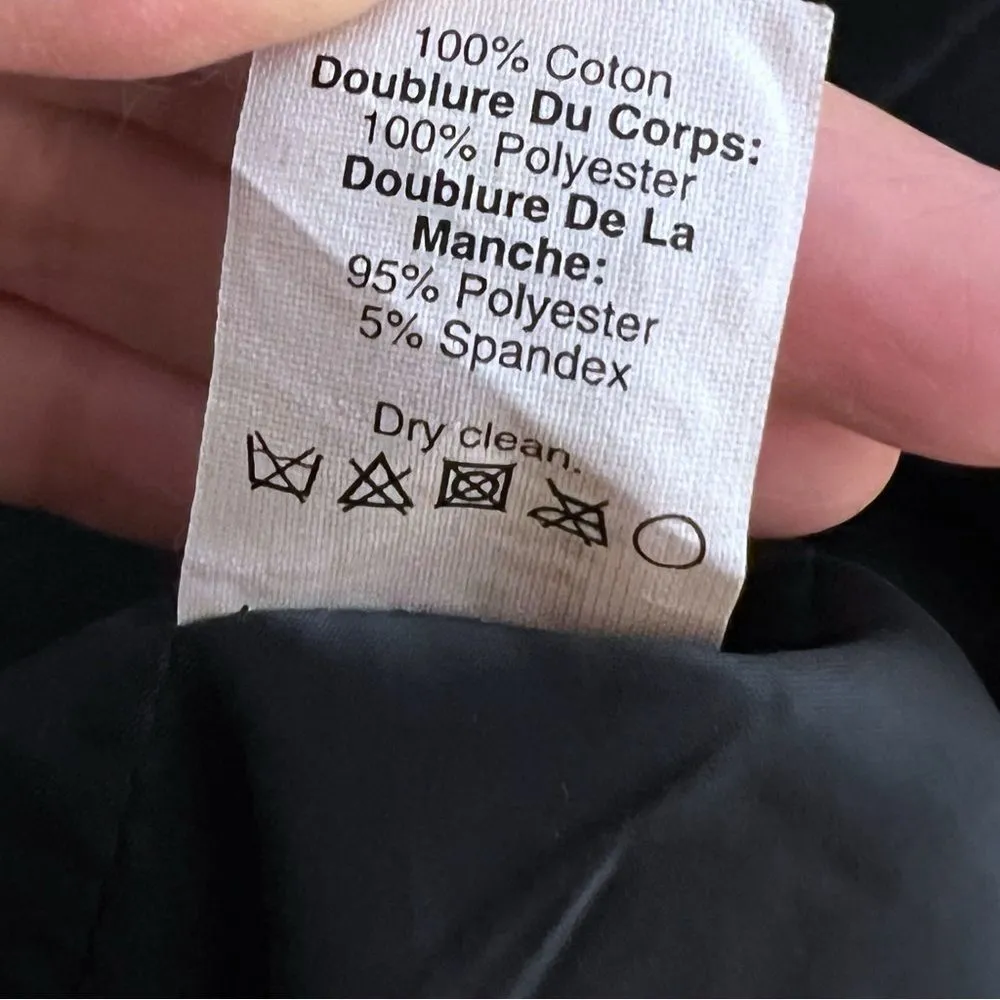 100% Coton
Doublure Du Corps:
100% Polyester
Doublure De La
Manche:
95% Polyester
5% Spandex
Dry clean.